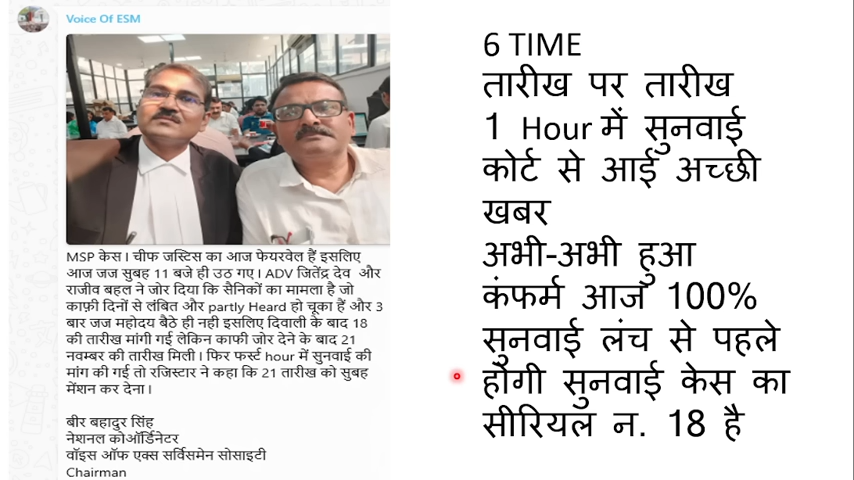 Voice Of ESM
MSP केस । चीफ जस्टिस का आज फेयरवेल हैं इसलिए
आज जज सुबह 11 बजे ही उठ गए । ADV जितेंद्र देव और
राजीव बहल ने जोर दिया कि सैनिकों का मामला है जो
काफ़ी दिनों से लंबित और partly Heard हो चूका हैं और 3
बार जज महोदय बैठे ही नही इसलिए दिवाली के बाद 18
की तारीख मांगी गई लेकिन काफी जोर देने के बाद 21
नवम्बर की तारीख मिली । फिर फर्स्ट hour में सुनवाई की
मांग की गई तो रजिस्टार ने कहा कि 21 तारीख को सुबह
मेंशन कर देना ।
बीर बहादुर सिंह
नेशनल कोऑर्डिनेटर
वॉइस ऑफ एक्स सर्विसमेन सोसाइटी
Chairman
6 TIME
तारीख पर तारीख
1 Hour में सुनवाई
कोर्ट से आई अच्छी
खबर
अभी-अभी हुआ
कंफर्म आज 100%
सुनवाई लंच से पहले
होगी सुनवाई केस का
सीरियल न. 18 है